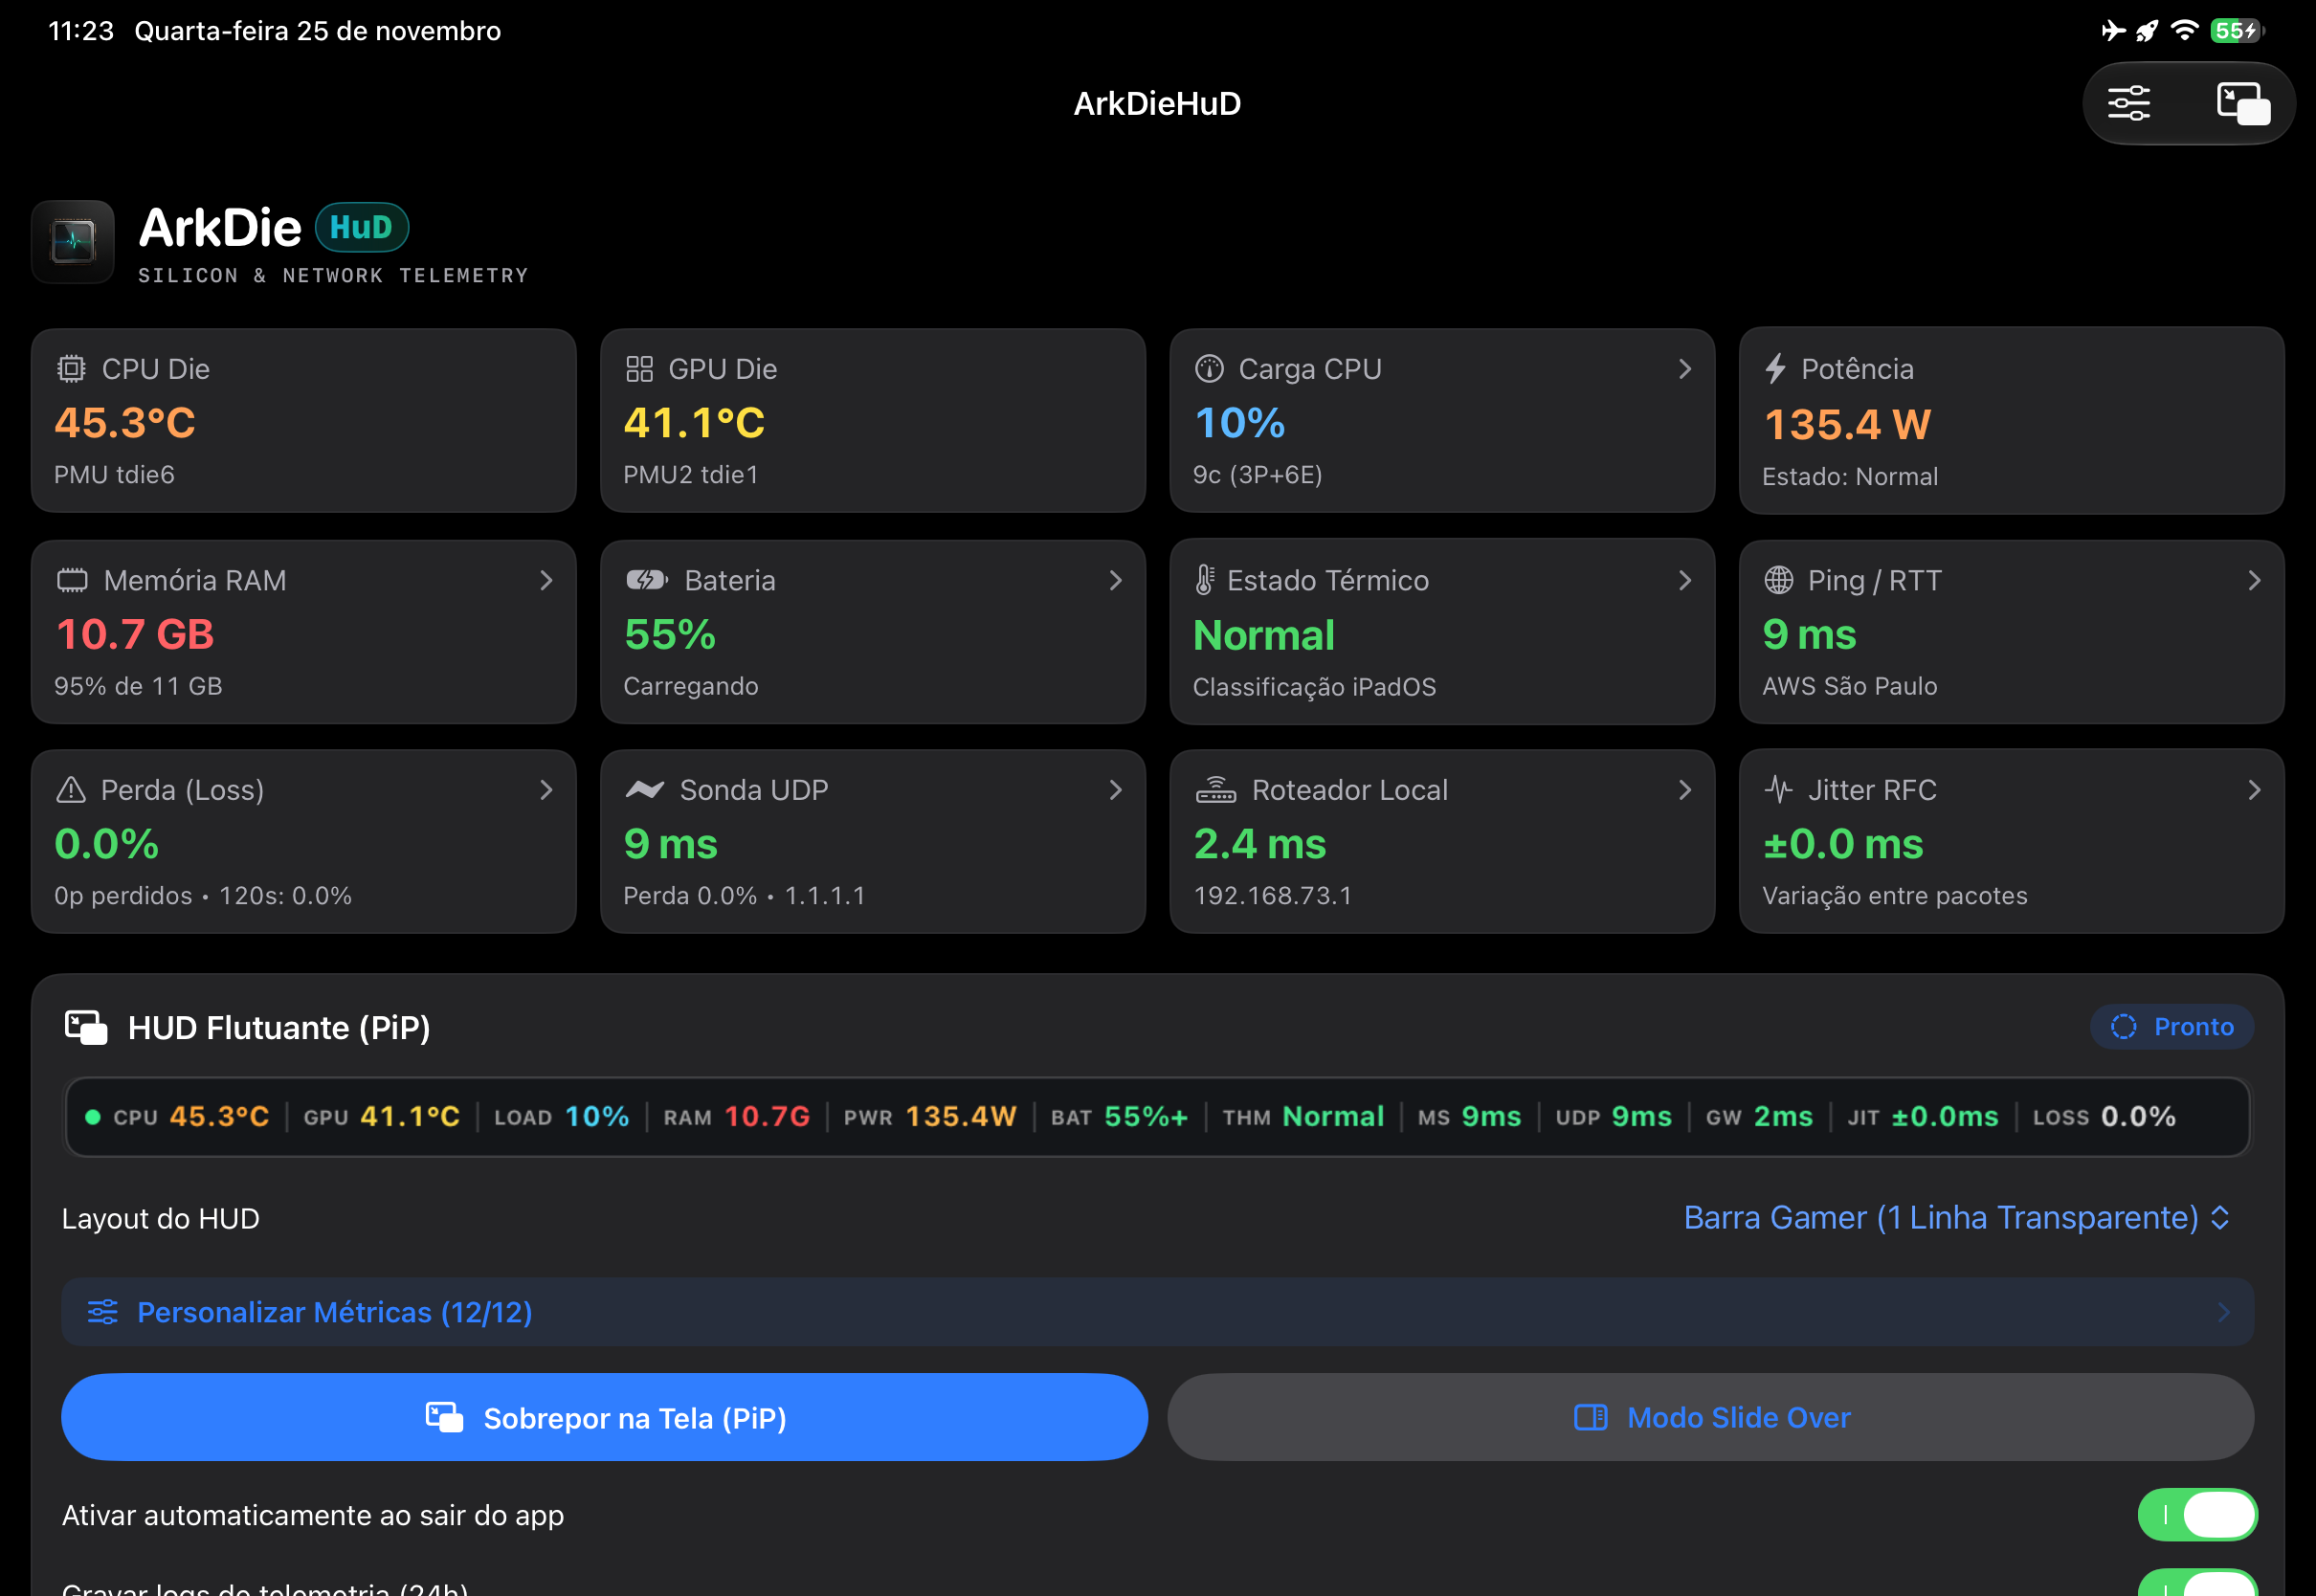 11:23 Quarta-feira 25 de novembro
55
ArkDieHuD
ArkDie HuD
SILICON & NETWORK TELEMETRY
CPU Die
45.3°C
PMU tdie6
GPU Die
41.1°C
PMU2 tdie1
Carga CPU
10%
9c (3P+6E)
Potência
135.4 W
Estado: Normal
Memória RAM
10.7 GB
95% de 11 GB
Bateria
55%
Carregando
Estado Térmico
Normal
Classificação iPadOS
Ping / RTT
9 ms
AWS São Paulo
Perda (Loss)
0.0%
0p perdidos • 120s: 0.0%
Sonda UDP
9 ms
Perda 0.0% • 1.1.1.1
Roteador Local
2.4 ms
192.168.73.1
Jitter RFC
±0.0 ms
Variação entre pacotes
HUD Flutuante (PiP)
Pronto
CPU 45.3°C | GPU 41.1°C | LOAD 10% | RAM 10.7G | PWR 135.4W | BAT 55%+ | THM Normal | MS 9ms | UDP 9ms | GW 2ms | JIT ±0.0ms | LOSS 0.0%
Layout do HUD
Barra Gamer (1 Linha Transparente)
Personalizar Métricas (12/12)
Sobrepor na Tela (PiP)
Modo Slide Over
Ativar automaticamente ao sair do app
Gravar logs de telemetria (24h)